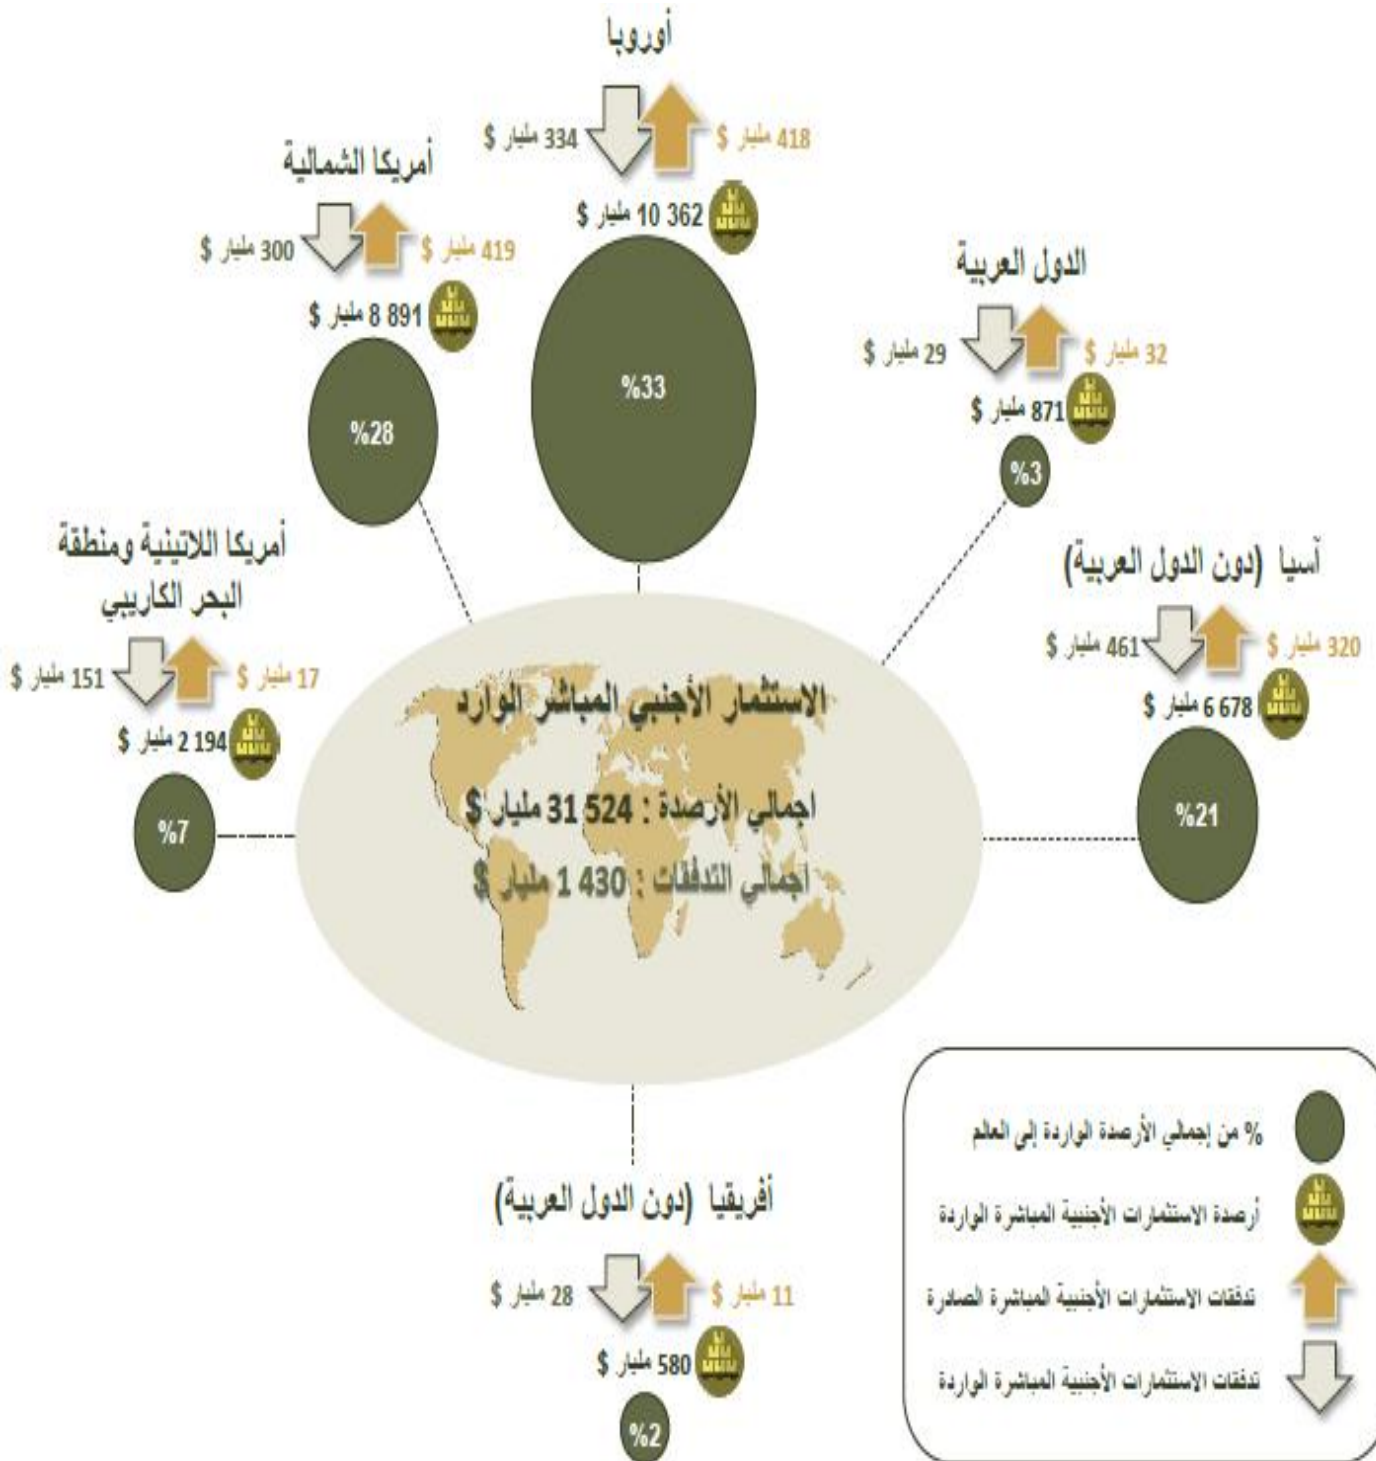 أوروبا
418 مليار $
334 مليار $
10 362 مليار $
%33
أمريكا الشمالية
419 مليار $
300 مليار $
8 891 مليار $
%28
الدول العربية
32 مليار $
29 مليار $
871 مليار $
%3
أمريكا اللاتينية ومنطقة
البحر الكاريبي
17 مليار $
151 مليار $
2 194 مليار $
%7
آسيا (دون الدول العربية)
320 مليار $
461 مليار $
6 678 مليار $
%21
الاستثمار الأجنبي المباشر الوارد
اجمالي الأرصدة : 31 524 مليار $
اجمالي التدفقات : 1 430 مليار $
أفريقيا (دون الدول العربية)
11 مليار $
28 مليار $
580 مليار $
%2
% من إجمالي الأرصدة الواردة إلى العالم
أرصدة الاستثمارات الأجنبية المباشرة الواردة
تدفقات الاستثمارات الأجنبية المباشرة الصادرة
تدفقات الاستثمارات الأجنبية المباشرة الواردة